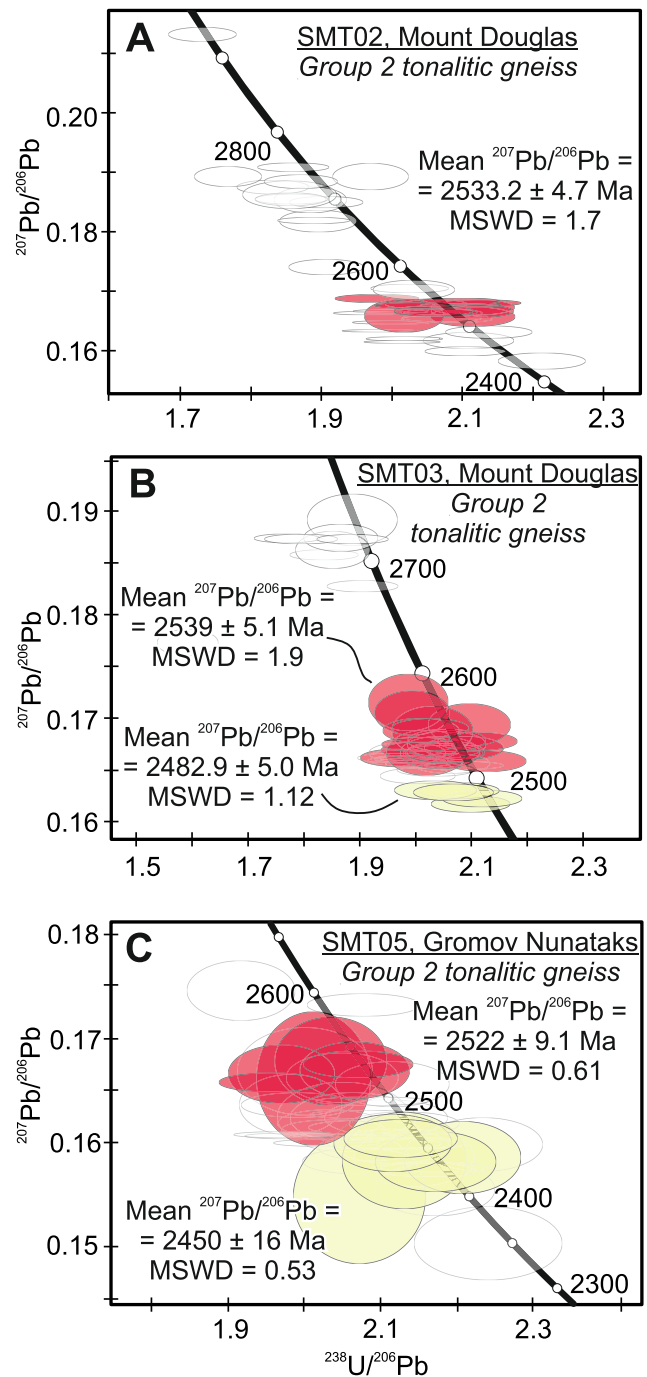 A
SMT02, Mount Douglas
Group 2 tonalitic gneiss
Mean ²⁰⁷Pb/²⁰⁶Pb =
= 2533.2 ± 4.7 Ma
MSWD = 1.7
2800
2600
2400
0.20
0.18
0.16
²⁰⁷Pb/²⁰⁶Pb
1.7 1.9 2.1 2.3
B
SMT03, Mount Douglas
Group 2
tonalitic gneiss
2700
Mean ²⁰⁷Pb/²⁰⁶Pb =
= 2539 ± 5.1 Ma
MSWD = 1.9
2600
Mean ²⁰⁷Pb/²⁰⁶Pb =
= 2482.9 ± 5.0 Ma
MSWD = 1.12
2500
0.19
0.18
0.17
0.16
²⁰⁷Pb/²⁰⁶Pb
1.5 1.7 1.9 2.1 2.3
C
SMT05, Gromov Nunataks
Group 2 tonalitic gneiss
2600
Mean ²⁰⁷Pb/²⁰⁶Pb =
= 2522 ± 9.1 Ma
MSWD = 0.61
2500
2400
Mean ²⁰⁷Pb/²⁰⁶Pb =
= 2450 ± 16 Ma
MSWD = 0.53
2300
0.18
0.17
0.16
0.15
²⁰⁷Pb/²⁰⁶Pb
1.9 2.1 2.3
²³⁸U/²⁰⁶Pb